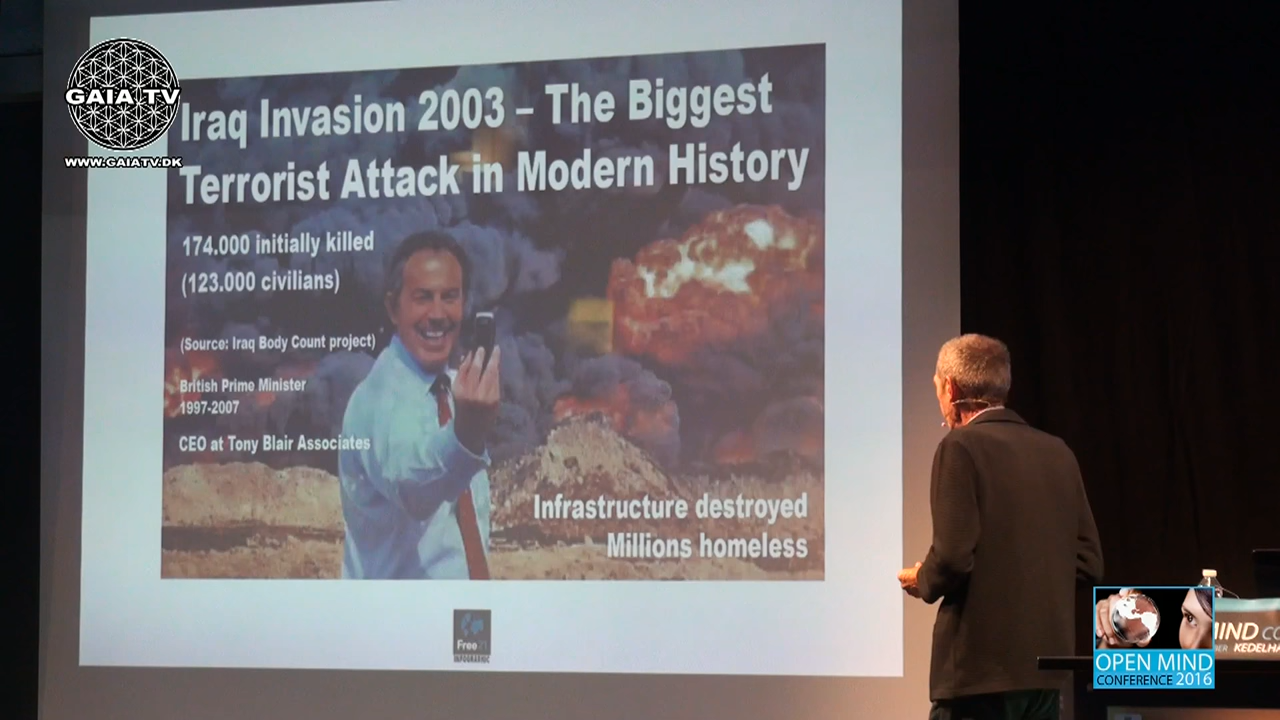 GAIA TV
WWW.GAIATV.DK
Iraq Invasion 2003 – The Biggest
Terrorist Attack in Modern History
174.000 initially killed
(123.000 civilians)
(Source: Iraq Body Count project)
British Prime Minister
1997-2007
CEO at Tony Blair Associates
Infrastructure destroyed
Millions homeless
Free21
INFOGRAPHIC
OPEN MIND
CONFERENCE 2016